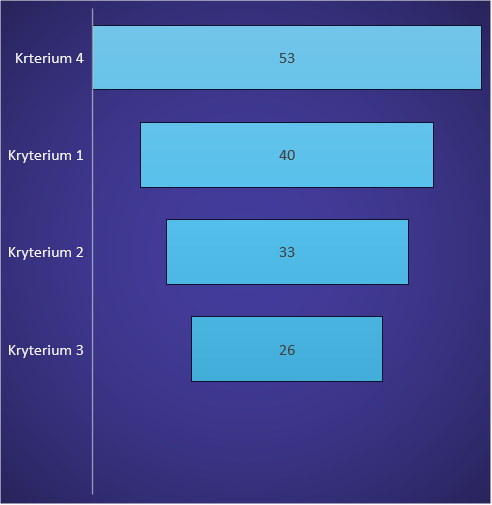 Krterium 4 53
Kryterium 1 40
Kryterium 2 33
Kryterium 3 26